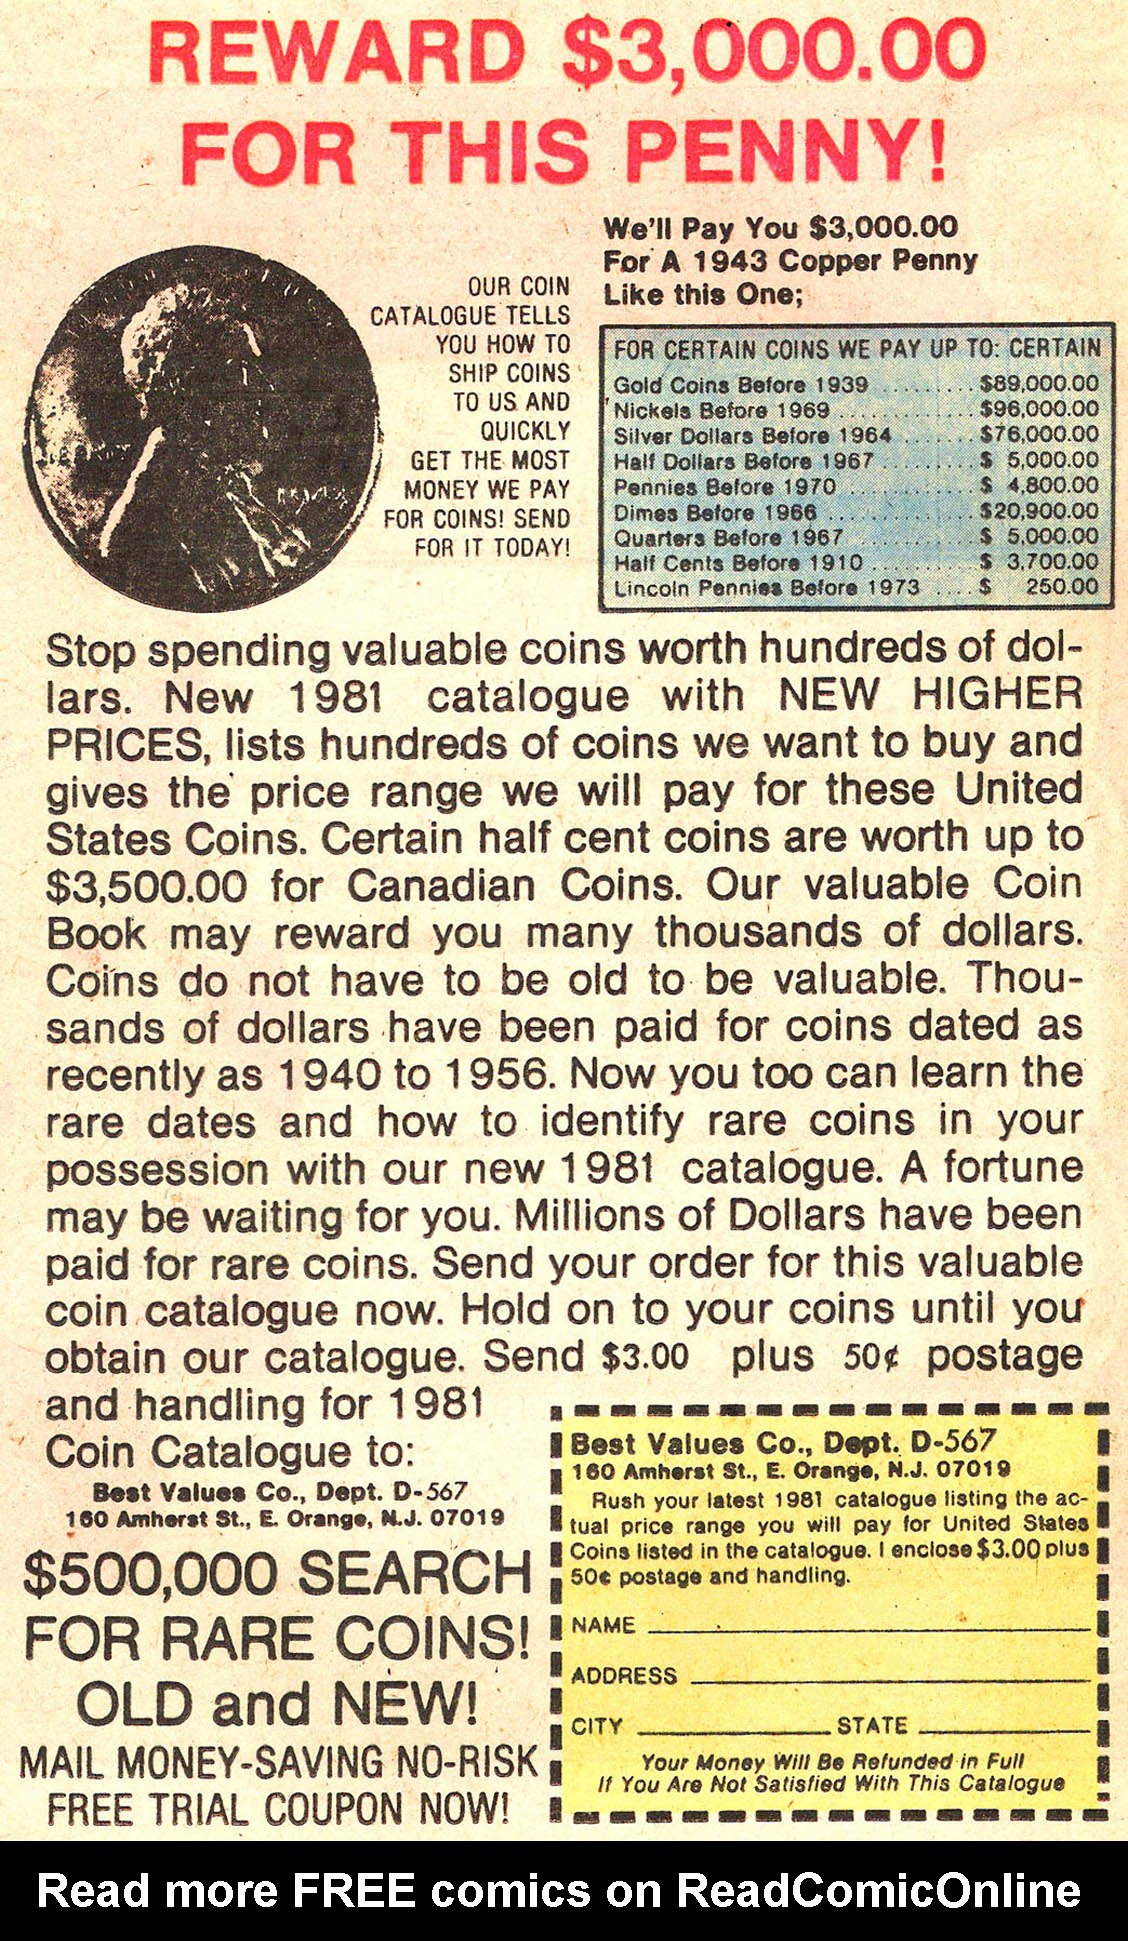 REWARD $3,000.00
FOR THIS PENNY!
We'll Pay You $3,000.00
For A 1943 Copper Penny
Like this One;
OUR COIN
CATALOGUE TELLS
YOU HOW TO
SHIP COINS
TO US AND
QUICKLY
GET THE MOST
MONEY WE PAY
FOR COINS! SEND
FOR IT TODAY!
FOR CERTAIN COINS WE PAY UP TO: CERTAIN
Gold Coins Before 1939 ......... $89,000.00
Nickels Before 1969 ............. $96,000.00
Silver Dollars Before 1964 ....... $76,000.00
Half Dollars Before 1967 ......... $ 5,000.00
Pennies Before 1970 ............ $ 4,800.00
Dimes Before 1966 .............. $20,900.00
Quarters Before 1967 ........... $ 5,000.00
Half Cents Before 1910 .......... $ 3,700.00
Lincoln Pennies Before 1973 .... $ 250.00
Stop spending valuable coins worth hundreds of dol-
lars. New 1981 catalogue with NEW HIGHER
PRICES, lists hundreds of coins we want to buy and
gives the price range we will pay for these United
States Coins. Certain half cent coins are worth up to
$3,500.00 for Canadian Coins. Our valuable Coin
Book may reward you many thousands of dollars.
Coins do not have to be old to be valuable. Thou-
sands of dollars have been paid for coins dated as
recently as 1940 to 1956. Now you too can learn the
rare dates and how to identify rare coins in your
possession with our new 1981 catalogue. A fortune
may be waiting for you. Millions of Dollars have been
paid for rare coins. Send your order for this valuable
coin catalogue now. Hold on to your coins until you
obtain our catalogue. Send $3.00 plus 50¢ postage
and handling for 1981
Coin Catalogue to:
Best Values Co., Dept. D-567
160 Amherst St., E. Orange, N.J. 07019
$500,000 SEARCH
FOR RARE COINS!
OLD and NEW!
MAIL MONEY-SAVING NO-RISK
FREE TRIAL COUPON NOW!
Best Values Co., Dept. D-567
160 Amherst St., E. Orange, N.J. 07019
Rush your latest 1981 catalogue listing the ac-
tual price range you will pay for United States
Coins listed in the catalogue. I enclose $3.00 plus
50¢ postage and handling.
NAME
ADDRESS
CITY STATE
Your Money Will Be Refunded in Full
If You Are Not Satisfied With This Catalogue
Read more FREE comics on ReadComicOnline